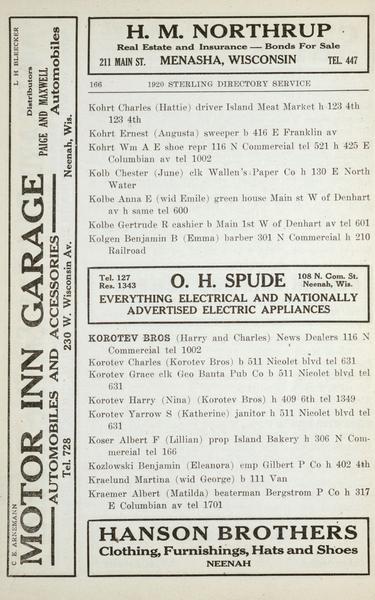 H. M. NORTHRUP
Real Estate and Insurance — Bonds For Sale
211 MAIN ST. MENASHA, WISCONSIN TEL. 447
166 1920 STERLING DIRECTORY SERVICE
Kohrt Charles (Hattie) driver Island Meat Market h 123 4th
123 4th
Kohrt Ernest (Augusta) sweeper b 416 E Franklin av
Kohrt Wm A E shoe repr 116 N Commercial tel 521 h 425 E
Columbian av tel 1002
Kolb Chester (June) clk Wallen's Paper Co h 130 E North
Water
Kolbe Anna E (wid Emile) green house Main st W of Denhart
av h same tel 600
Kolbe Gertrude R cashier b Main 1st W of Denhart av tel 601
Kolgen Benjamin B (Emma) barber 301 N Commercial h 210
Railroad
Tel. 127
Res. 1343
O. H. SPUDE
108 N. Com. St.
Neenah, Wis.
EVERYTHING ELECTRICAL AND NATIONALLY
ADVERTISED ELECTRIC APPLIANCES
KOROTEV BROS (Harry and Charles) News Dealers 116 N
Commercial tel 1002
Korotev Charles (Korotev Bros) b 511 Nicolet blvd tel 631
Korotev Grace clk Geo Banta Pub Co b 511 Nicolet blvd tel
631
Korotev Harry (Nina) (Korotev Bros) h 409 6th tel 1349
Korotev Yarrow S (Katherine) janitor h 511 Nicolet blvd tel
631
Koser Albert F (Lillian) prop Island Bakery h 306 N Com-
mercial tel 166
Kozlowski Benjamin (Eleanora) emp Gilbert P Co h 402 4th
Kraelund Martina (wid George) b 111 Van
Kraemer Albert (Matilda) beaterman Bergstrom P Co h 317
E Columbian av tel 1701
HANSON BROTHERS
Clothing, Furnishings, Hats and Shoes
NEENAH
C E. ARNEMANN L H BLEECKER
MOTOR INN GARAGE
Distributors
PAIGE AND MAXWELL
Automobiles
AUTOMOBILES AND ACCESSORIES
Tel. 728 230 W. Wisconsin Av. Neenah, Wis.